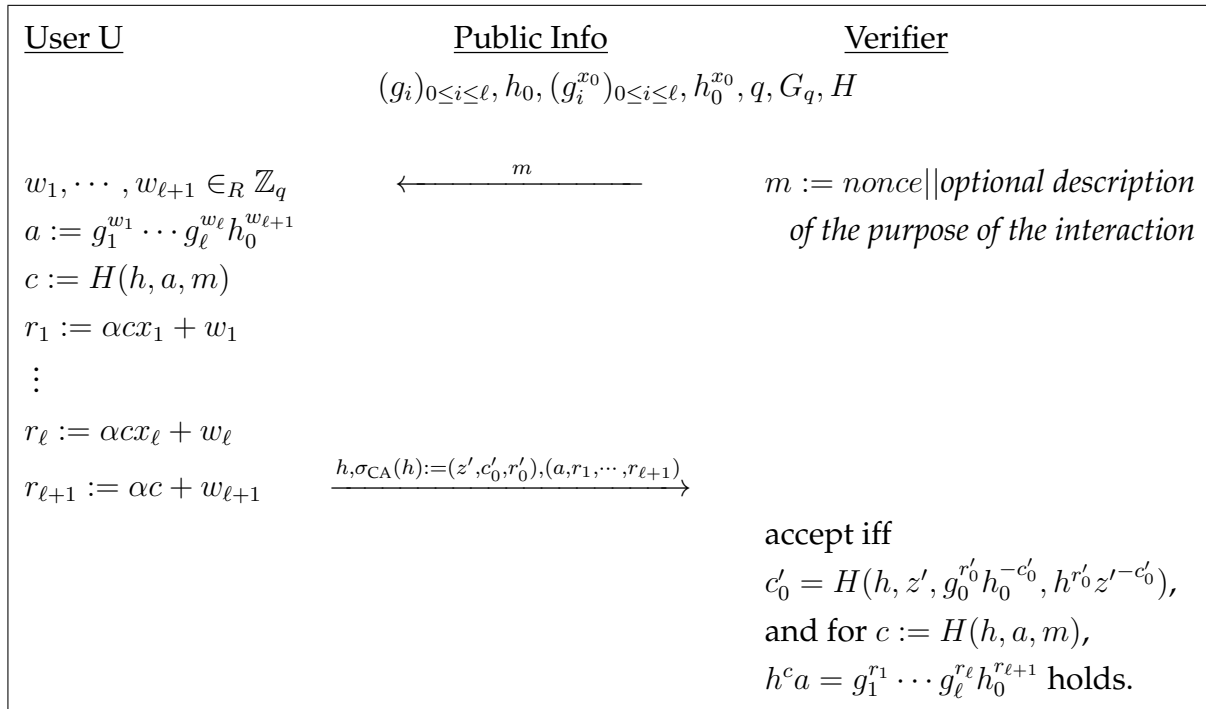 User U Public Info Verifier
(g_i)_{0≤i≤ℓ}, h_0, (g_i^{x_0})_{0≤i≤ℓ}, h_0^{x_0}, q, G_q, H
w_1, ⋯ , w_{ℓ+1} ∈_R ℤ_q ← m m := nonce||optional description
a := g_1^{w_1} ⋯ g_ℓ^{w_ℓ} h_0^{w_{ℓ+1}} of the purpose of the interaction
c := H(h, a, m)
r_1 := αcx_1 + w_1
⋮
r_ℓ := αcx_ℓ + w_ℓ
r_{ℓ+1} := αc + w_{ℓ+1} h,σ_{CA}(h):=(z′,c′_0,r′_0),(a,r_1,⋯,r_{ℓ+1}) →
accept iff
c′_0 = H(h, z′, g_0^{r′_0} h_0^{−c′_0}, h^{r′_0} z′^{−c′_0}),
and for c := H(h, a, m),
h^c a = g_1^{r_1} ⋯ g_ℓ^{r_ℓ} h_0^{r_{ℓ+1}} holds.